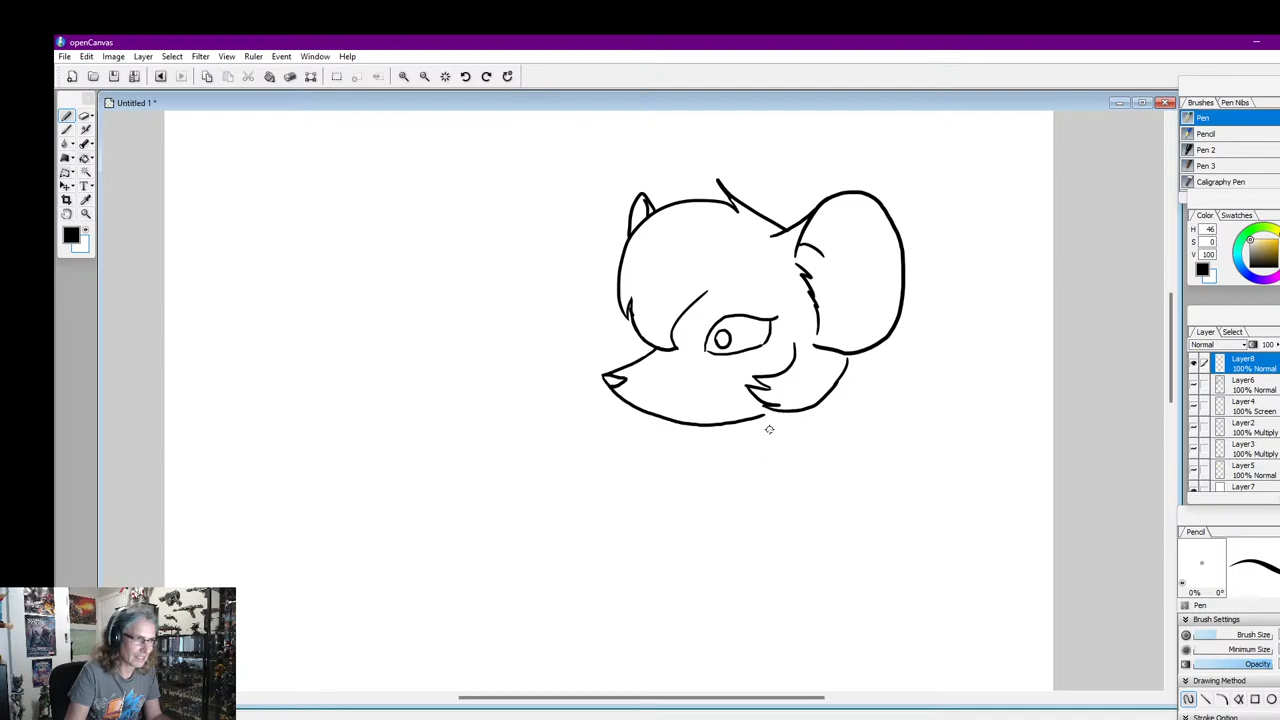 openCanvas
File Edit Image Layer Select Filter View Ruler Event Window Help
Untitled 1 *
Brushes Pen Nibs
Pen
Pencil
Pen 2
Pen 3
Caligraphy Pen
Color Swatches
H 46
S 0
V 100
Layer Select
Normal 100
Layer8
100% Normal
Layer6
100% Normal
Layer4
100% Screen
Layer2
100% Multiply
Layer3
100% Multiply
Layer5
100% Normal
Layer7
Pencil
0% 0°
Pen
Brush Settings
Brush Size
Minimum Size
Opacity
Drawing Method
Stroke Option